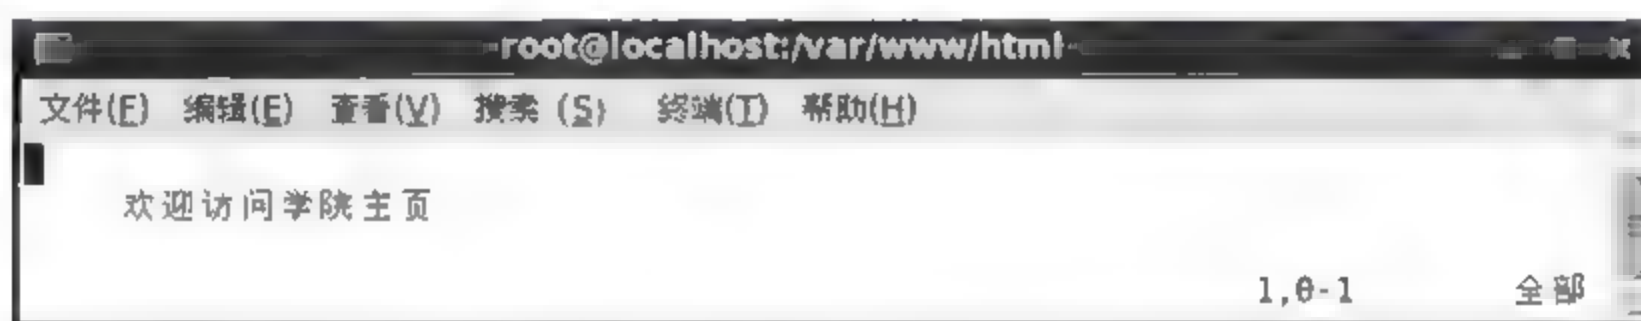 root@localhost:/var/www/html
文件(F) 编辑(E) 查看(V) 搜索 (S) 终端(T) 帮助(H)
欢迎访问学院主页
1,0-1 全部